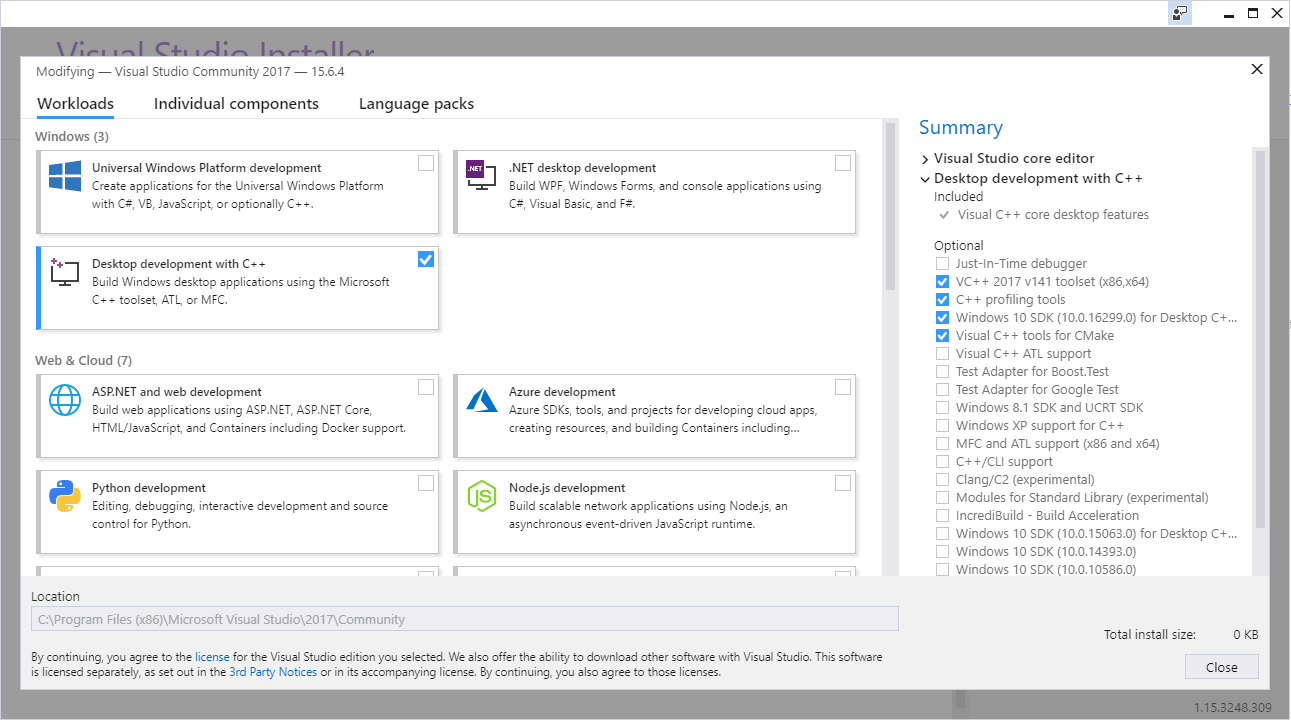 Visual Studio Installer
Modifying — Visual Studio Community 2017 — 15.6.4
Workloads
Individual components
Language packs
Windows (3)
Universal Windows Platform development
Create applications for the Universal Windows Platform
with C#, VB, JavaScript, or optionally C++.
.NET
.NET desktop development
Build WPF, Windows Forms, and console applications using
C#, Visual Basic, and F#.
Desktop development with C++
Build Windows desktop applications using the Microsoft
C++ toolset, ATL, or MFC.
Web & Cloud (7)
ASP.NET and web development
Build web applications using ASP.NET, ASP.NET Core,
HTML/JavaScript, and Containers including Docker support.
Azure development
Azure SDKs, tools, and projects for developing cloud apps,
creating resources, and building Containers including...
Python development
Editing, debugging, interactive development and source
control for Python.
JS
Node.js development
Build scalable network applications using Node.js, an
asynchronous event-driven JavaScript runtime.
Summary
Visual Studio core editor
Desktop development with C++
Included
Visual C++ core desktop features
Optional
Just-In-Time debugger
VC++ 2017 v141 toolset (x86,x64)
C++ profiling tools
Windows 10 SDK (10.0.16299.0) for Desktop C+...
Visual C++ tools for CMake
Visual C++ ATL support
Test Adapter for Boost.Test
Test Adapter for Google Test
Windows 8.1 SDK and UCRT SDK
Windows XP support for C++
MFC and ATL support (x86 and x64)
C++/CLI support
Clang/C2 (experimental)
Modules for Standard Library (experimental)
IncrediBuild - Build Acceleration
Windows 10 SDK (10.0.15063.0) for Desktop C+...
Windows 10 SDK (10.0.14393.0)
Windows 10 SDK (10.0.10586.0)
Location
C:\Program Files (x86)\Microsoft Visual Studio\2017\Community
By continuing, you agree to the license for the Visual Studio edition you selected. We also offer the ability to download other software with Visual Studio. This software
is licensed separately, as set out in the 3rd Party Notices or in its accompanying license. By continuing, you also agree to those licenses.
Total install size: 0 KB
Close
1.15.3248.309